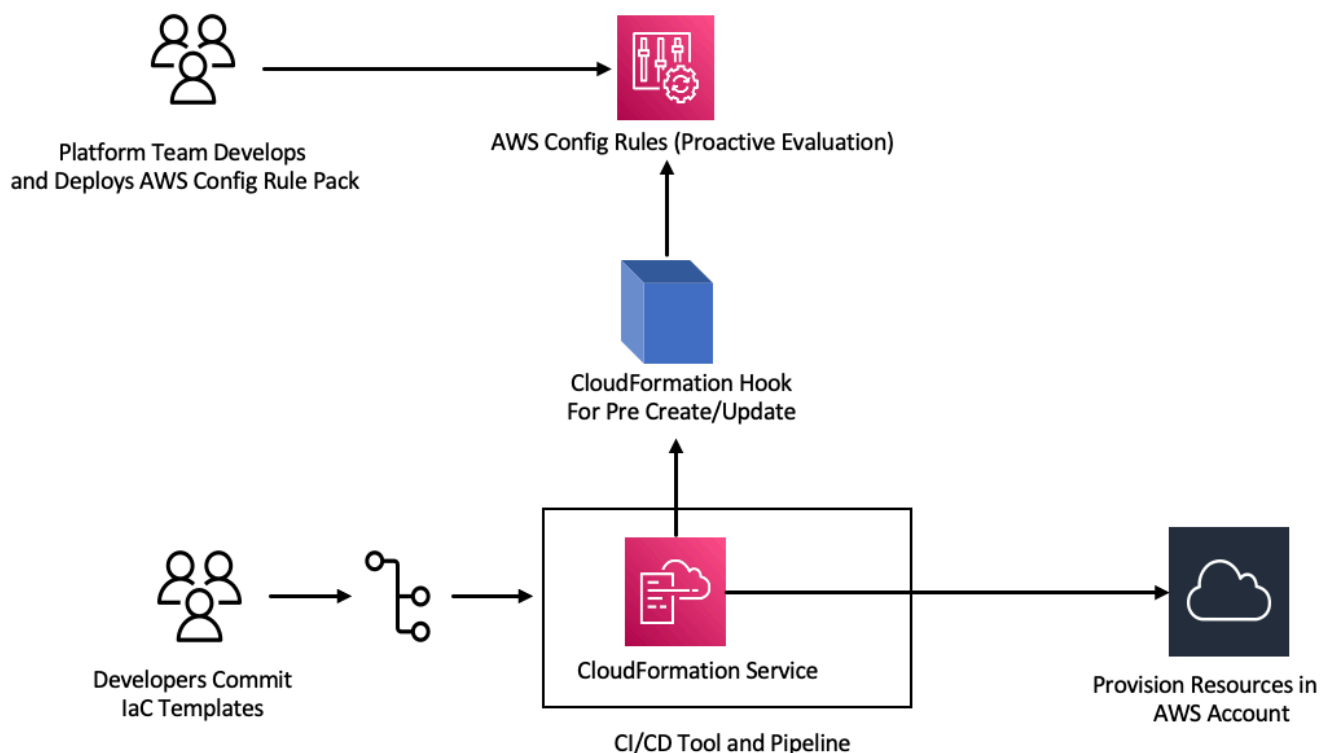 Platform Team Develops
and Deploys AWS Config Rule Pack
AWS Config Rules (Proactive Evaluation)
CloudFormation Hook
For Pre Create/Update
Developers Commit
IaC Templates
CloudFormation Service
CI/CD Tool and Pipeline
Provision Resources in
AWS Account